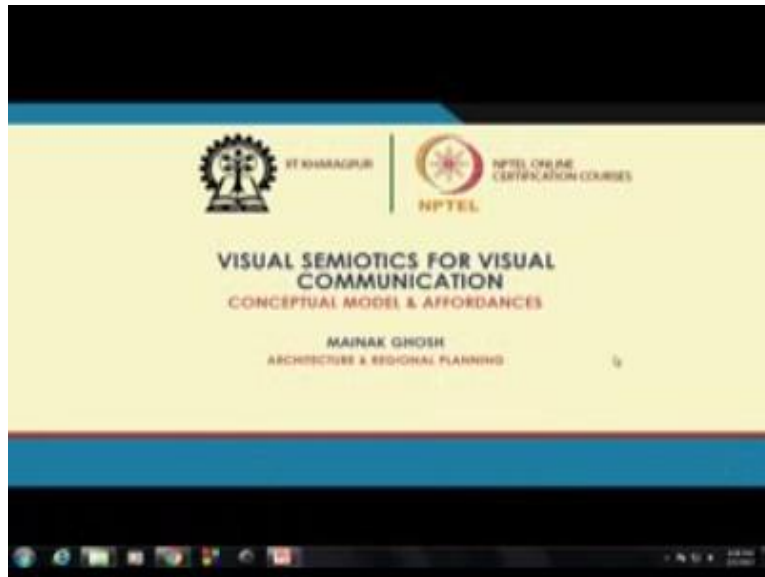 IIT KHARAGPUR
NPTEL ONLINE
CERTIFICATION COURSES
NPTEL
VISUAL SEMIOTICS FOR VISUAL
COMMUNICATION
CONCEPTUAL MODEL & AFFORDANCES
MAINAK GHOSH
ARCHITECTURE & REGIONAL PLANNING